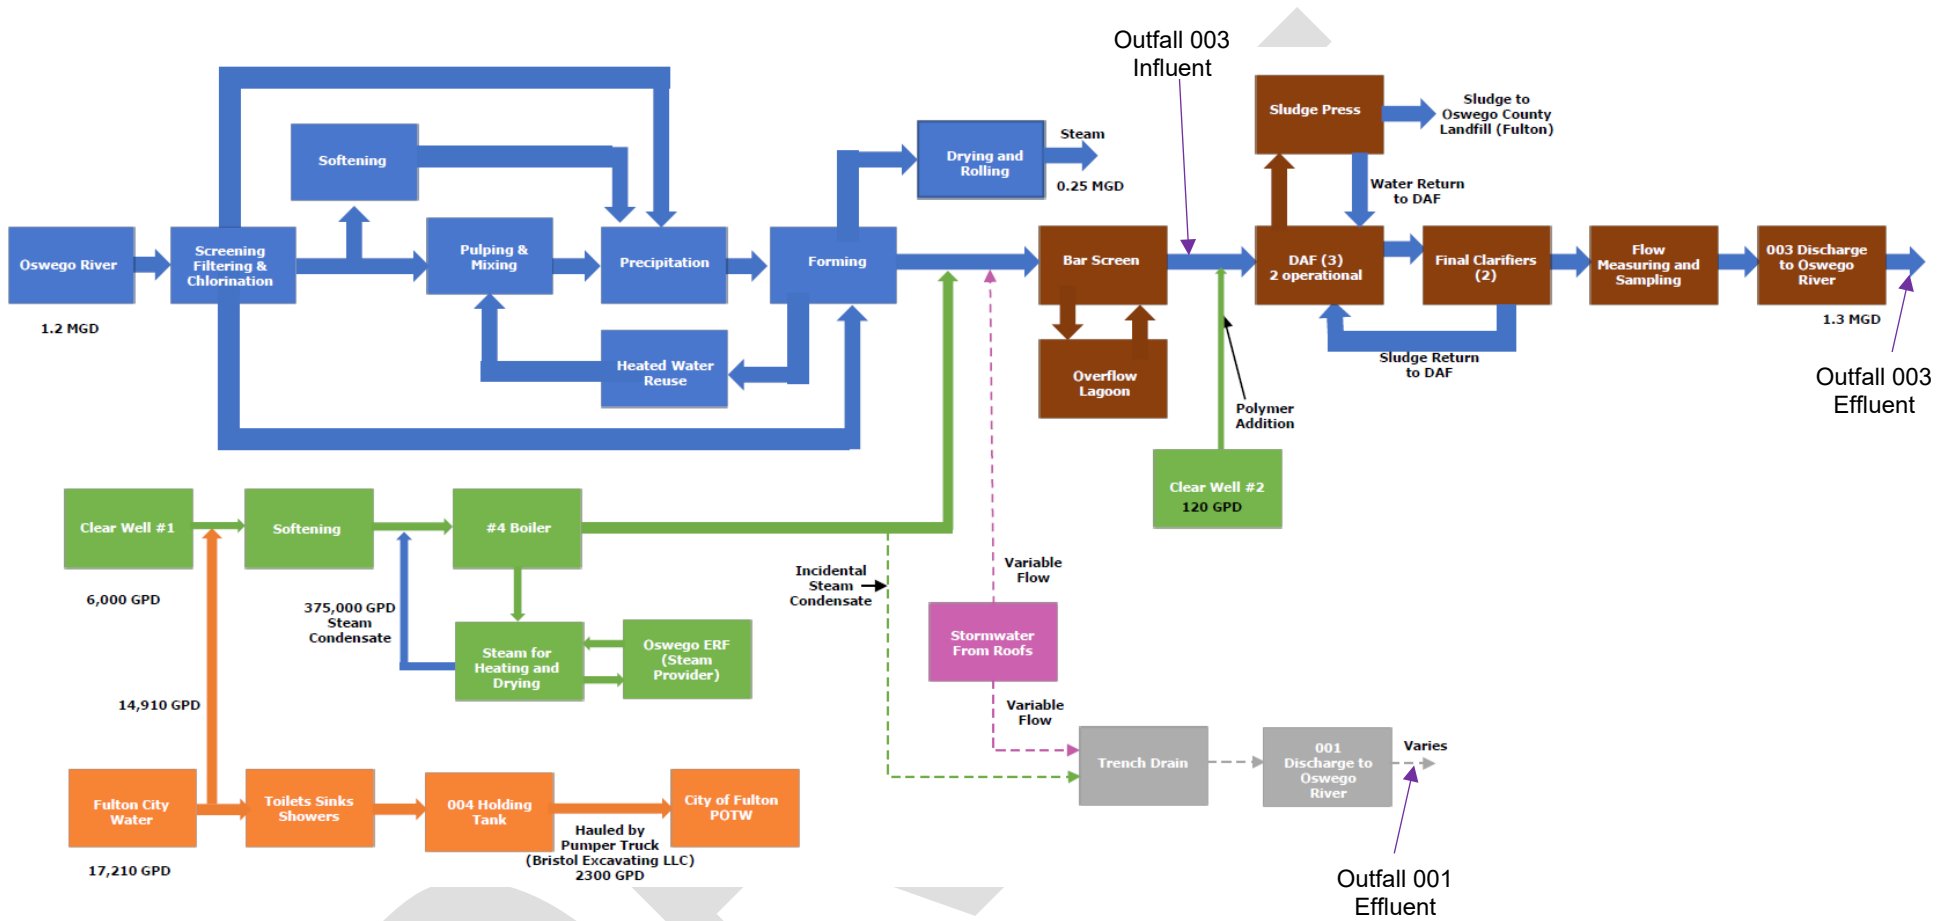 Outfall 003
Influent
Sludge Press
Sludge to
Oswego County
Landfill (Fulton)
Softening
Drying and
Rolling
Steam
0.25 MGD
Water Return
to DAF
Oswego River
1.2 MGD
Screening
Filtering &
Chlorination
Pulping &
Mixing
Precipitation
Forming
Bar Screen
DAF (3)
2 operational
Final Clarifiers
(2)
Flow
Measuring and
Sampling
003 Discharge
to Oswego
River
1.3 MGD
Heated Water
Reuse
Overflow
Lagoon
Sludge Return
to DAF
Outfall 003
Effluent
Polymer
Addition
Clear Well #1
6,000 GPD
Softening
#4 Boiler
Clear Well #2
120 GPD
375,000 GPD
Steam
Condensate
Steam for
Heating and
Drying
Oswego ERF
(Steam
Provider)
Incidental
Steam
Condensate
Variable
Flow
Stormwater
From Roofs
Variable
Flow
14,910 GPD
Trench Drain
001
Discharge to
Oswego
River
Varies
Fulton City
Water
17,210 GPD
Toilets Sinks
Showers
004 Holding
Tank
Hauled by
Pumper Truck
(Bristol Excavating LLC)
2300 GPD
City of Fulton
POTW
Outfall 001
Effluent